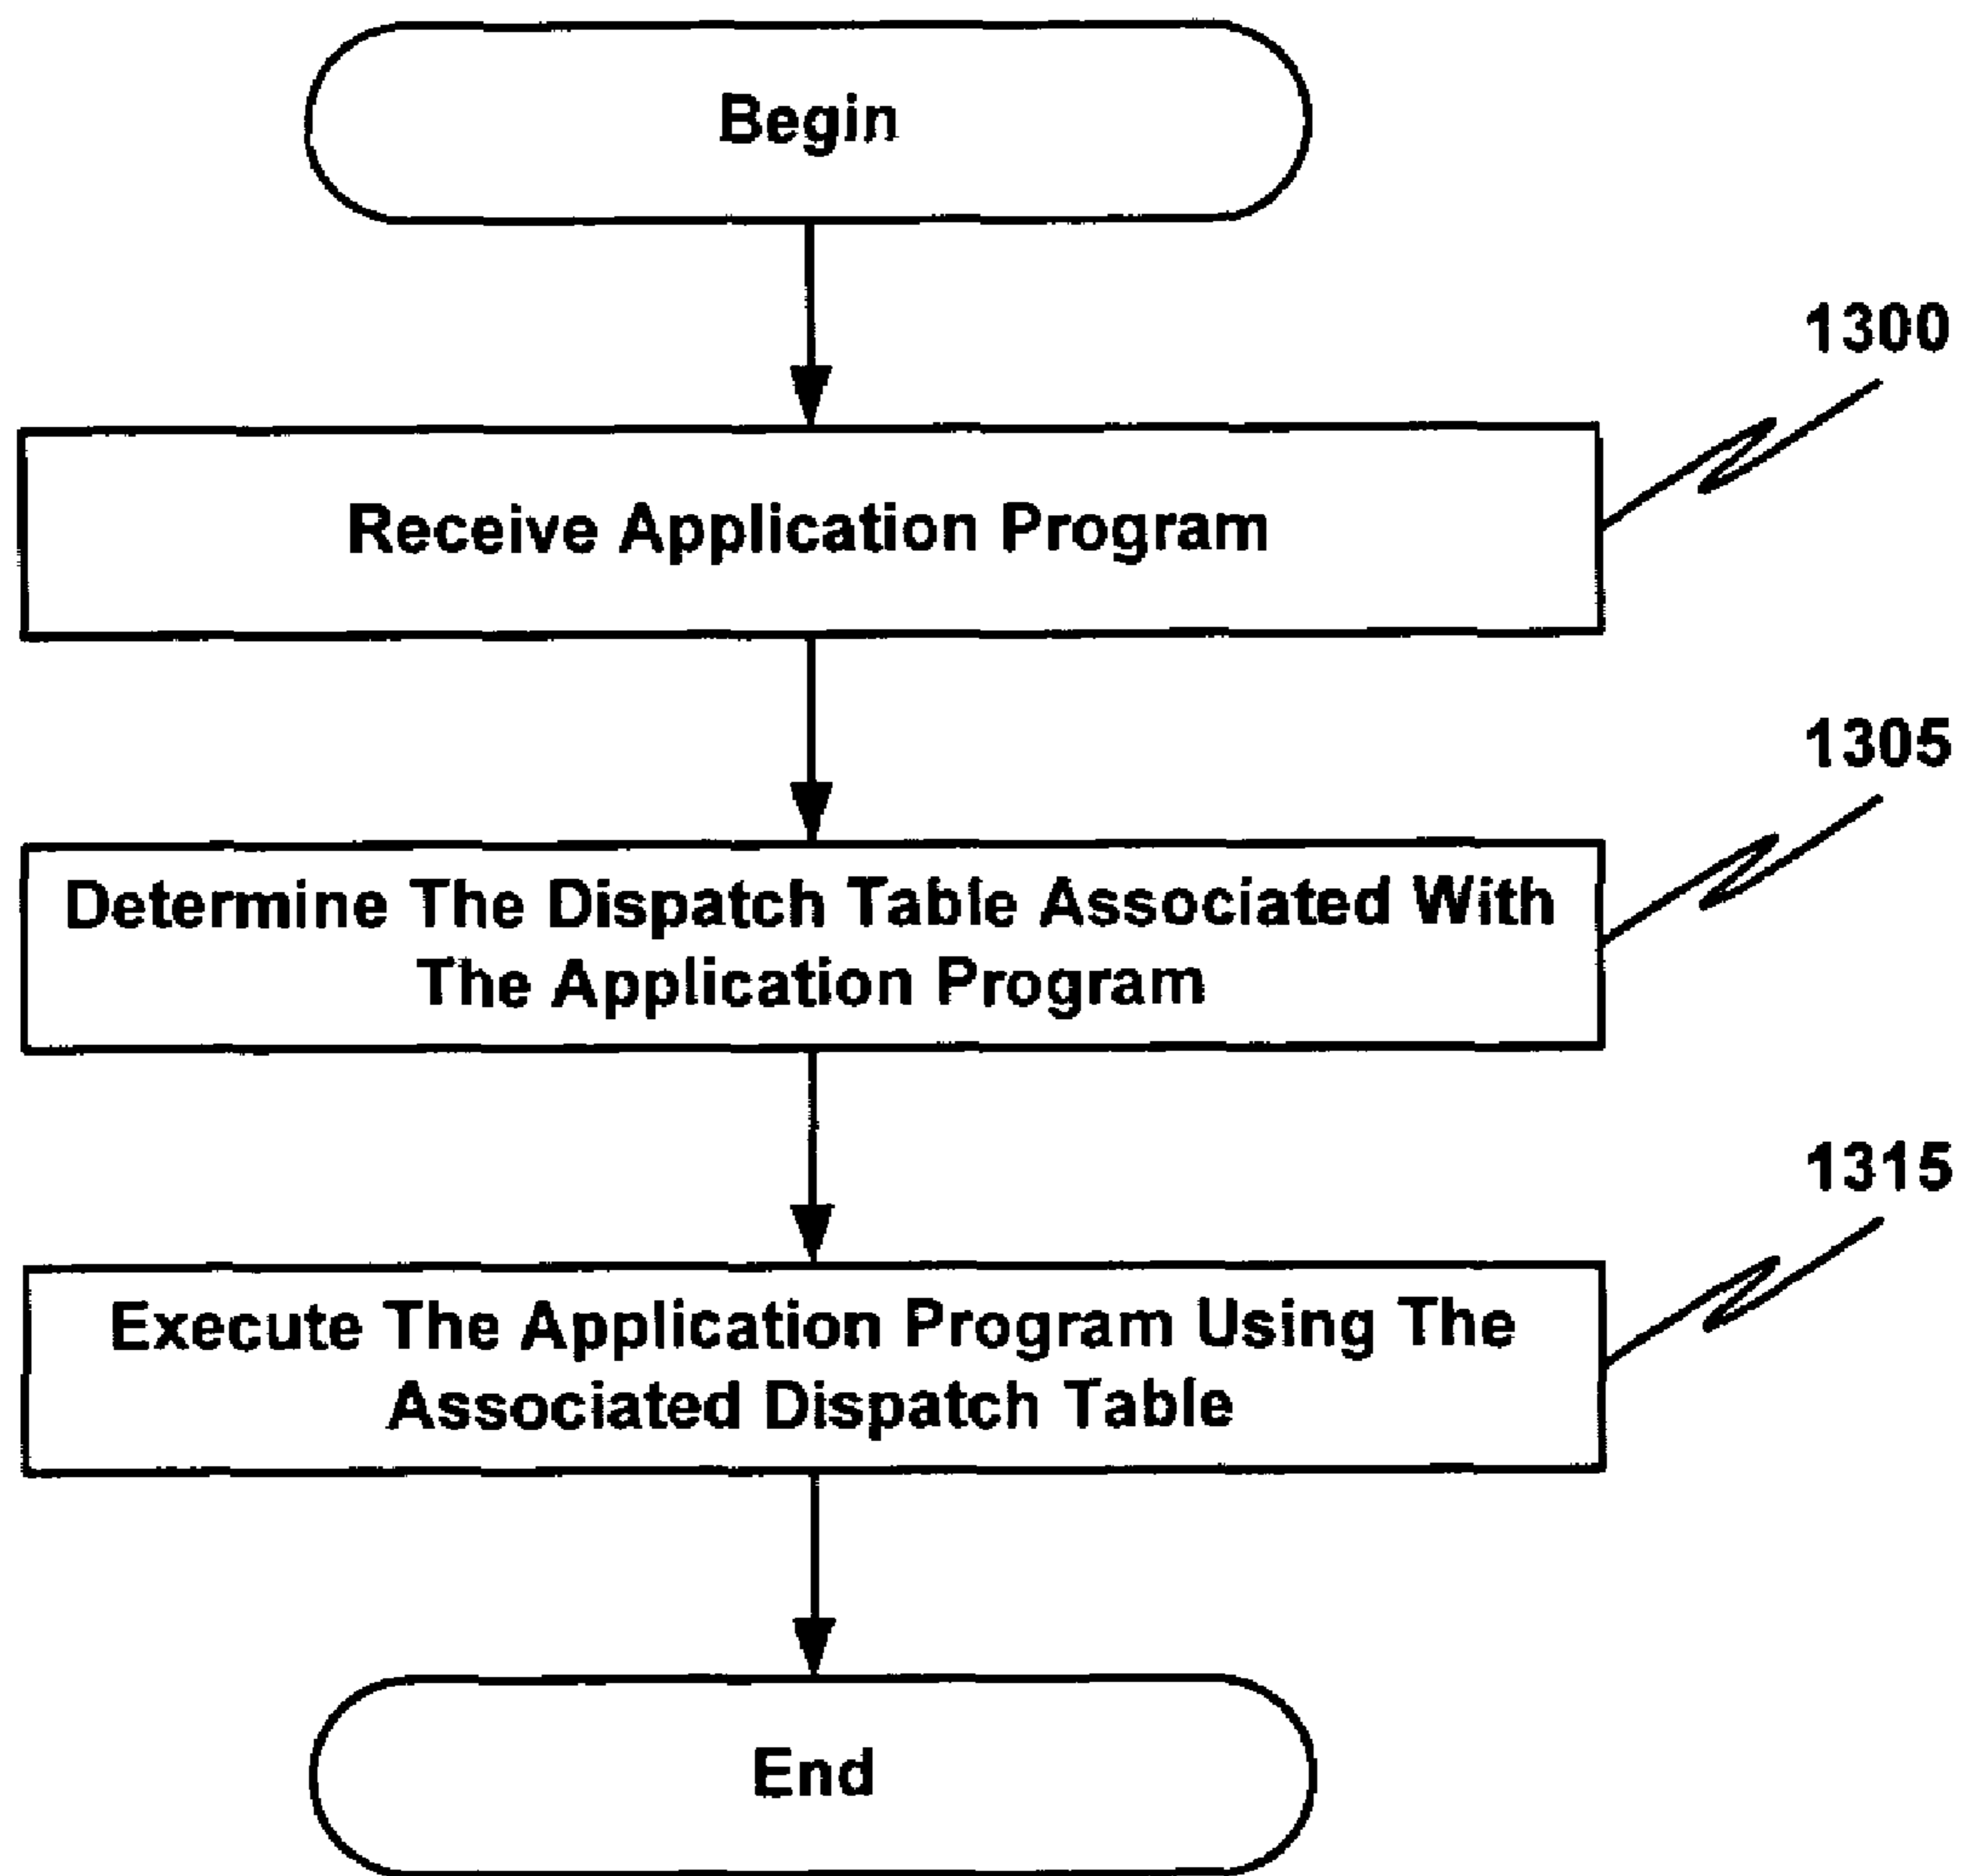 Begin
1300
Receive Application Program
1305
Determine The Dispatch Table Associated With
The Application Program
1315
Execute The Application Program Using The
Associated Dispatch Table
End